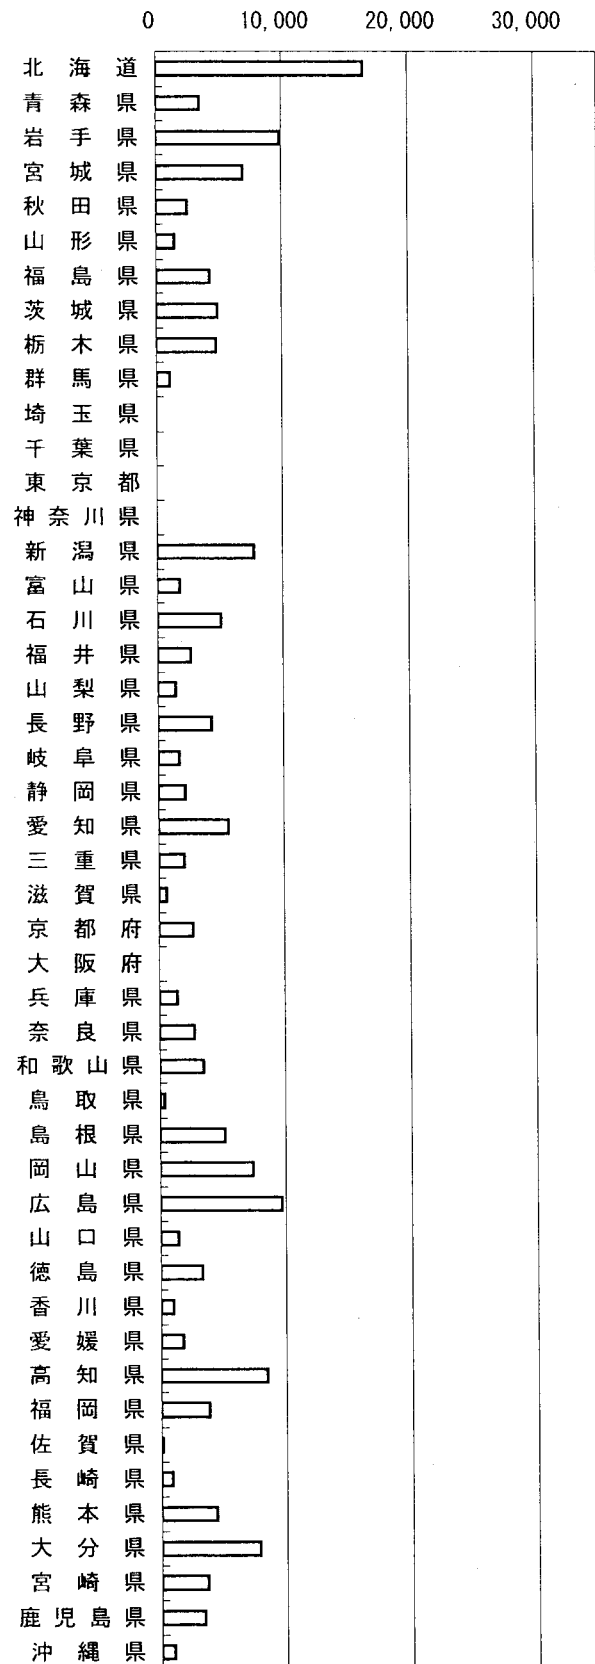 0 10,000 20,000 30,000
北海道
青森県
岩手県
宮城県
秋田県
山形県
福島県
茨城県
栃木県
群馬県
埼玉県
千葉県
東京都
神奈川県
新潟県
富山県
石川県
福井県
山梨県
長野県
岐阜県
静岡県
愛知県
三重県
滋賀県
京都府
大阪府
兵庫県
奈良県
和歌山県
鳥取県
島根県
岡山県
広島県
山口県
徳島県
香川県
愛媛県
高知県
福岡県
佐賀県
長崎県
熊本県
大分県
宮崎県
鹿児島県
沖縄県